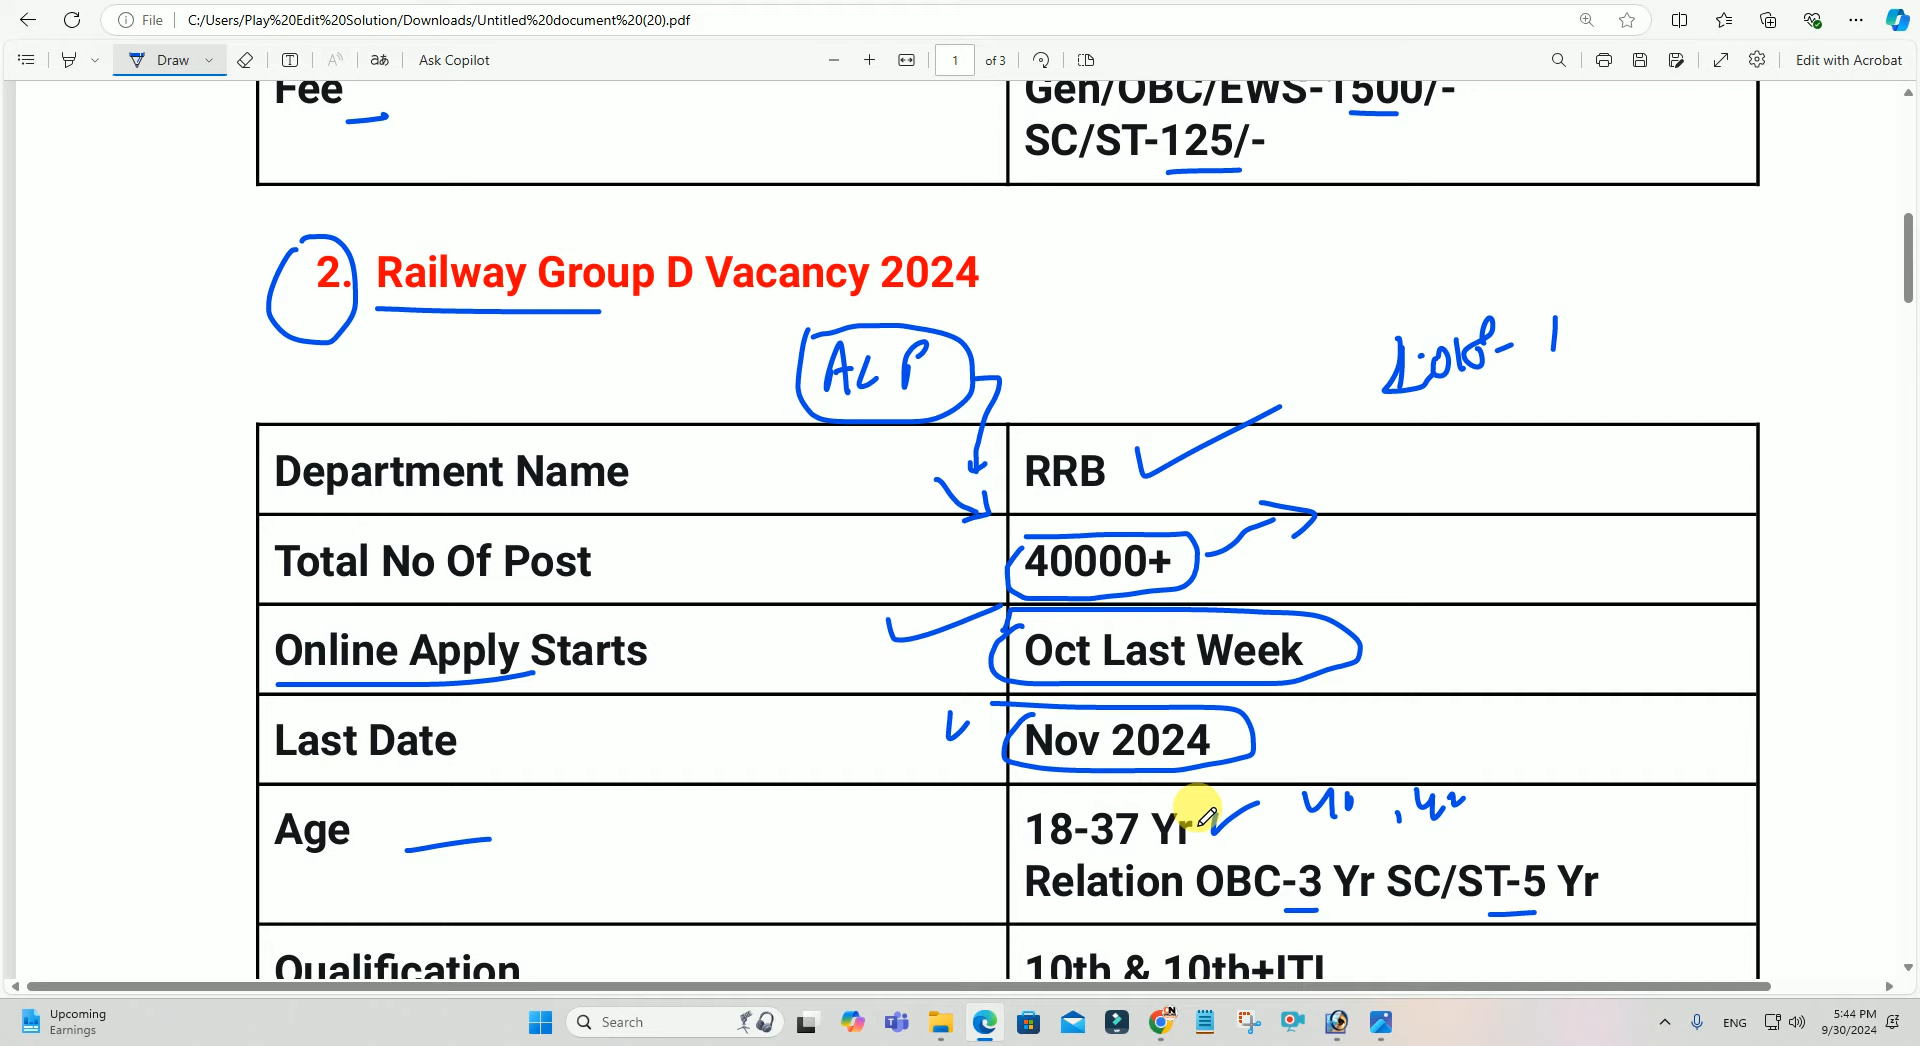 File
C:/Users/Play%20Edit%20Solution/Downloads/Untitled%20document%20(20).pdf
Draw
Ask Copilot
1 of 3
Edit with Acrobat
Fee
Gen/OBC/EWS-1500/-
SC/ST-125/-
2. Railway Group D Vacancy 2024
ALP
Department Name
RRB
Total No Of Post
40000+
Online Apply Starts
Oct Last Week
Last Date
Nov 2024
Age
18-37 Yr
40, 42
Relation OBC-3 Yr SC/ST-5 Yr
Qualification
10th & 10th+ITI
Upcoming
Earnings
Search
ENG
5:44 PM
9/30/2024